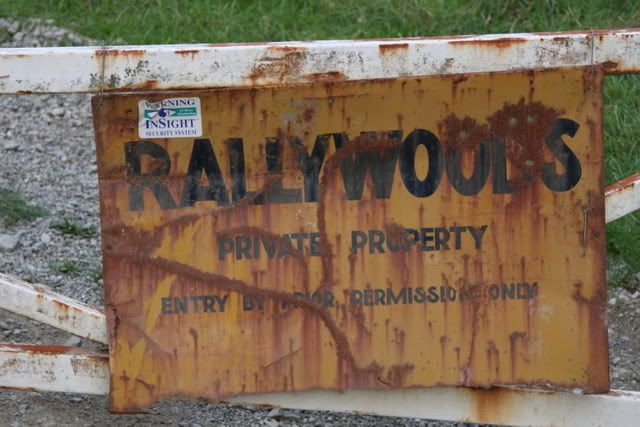 WARNING
INSIGHT
SECURITY SYSTEM
RALLYWOODS
PRIVATE PROPERTY
ENTRY BY PRIOR PERMISSION ONLY